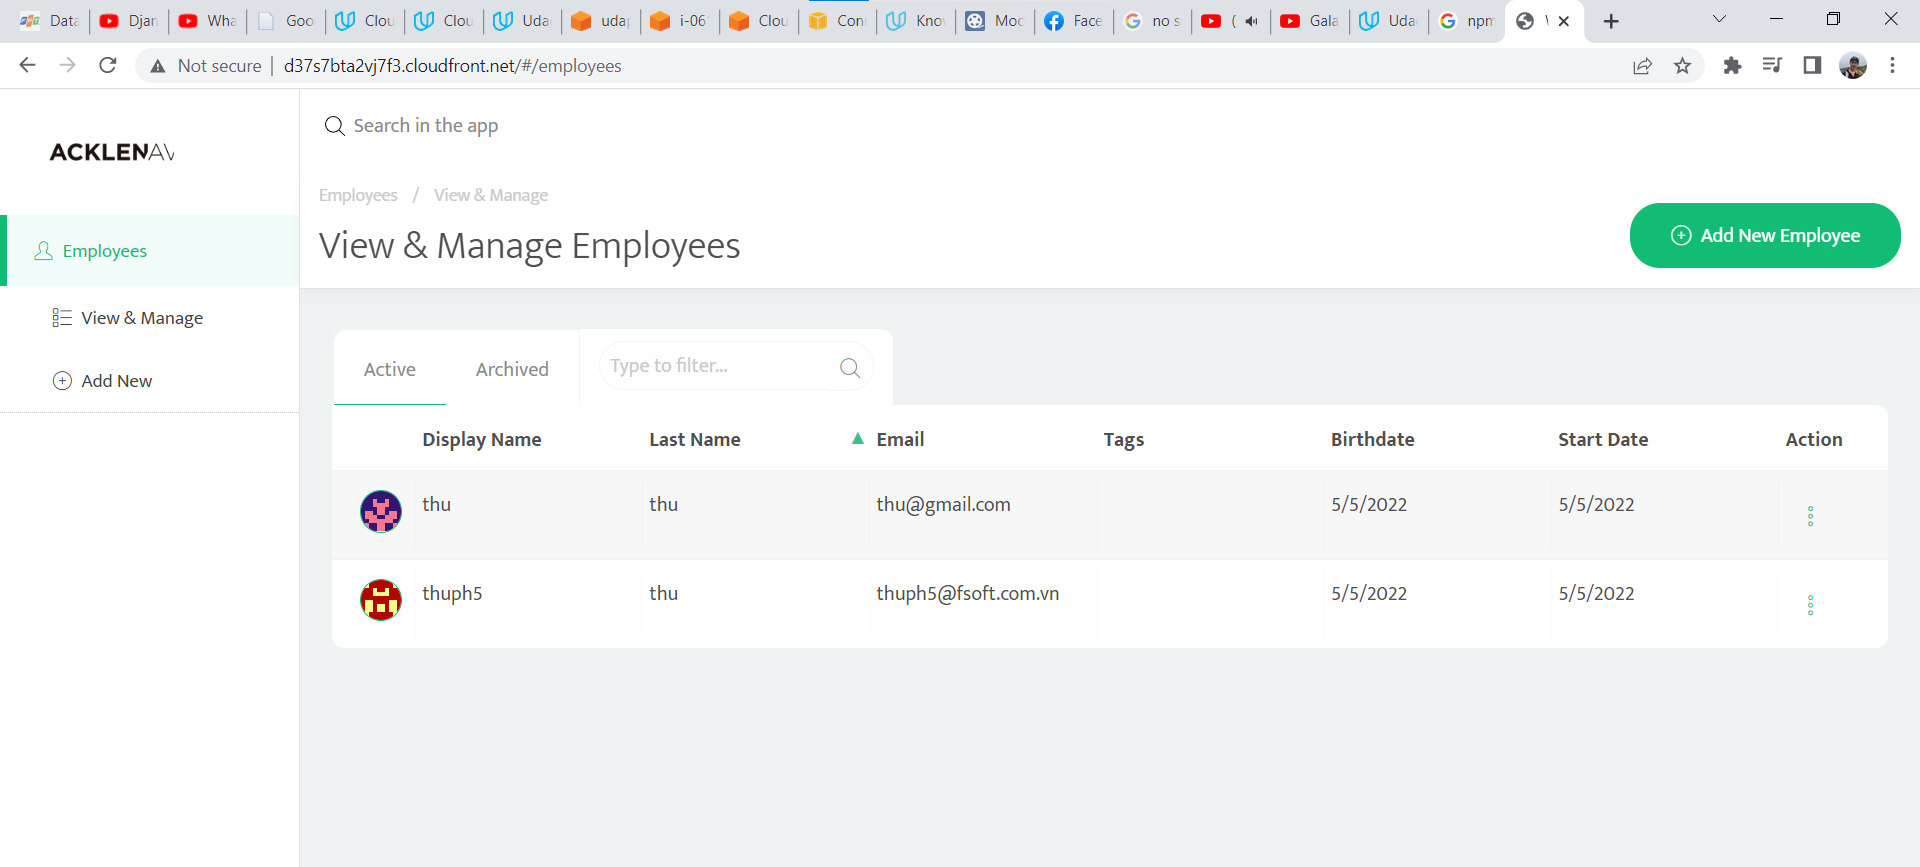 Data Djan Wha Goo Clou Clou Uda udap i-06 Clou Con Kno Moc Face no s ( Gala Uda npm
Not secure d37s7bta2vj7f3.cloudfront.net/#/employees
ACKLENAV
Search in the app
Employees / View & Manage
View & Manage Employees
Add New Employee
Employees
View & Manage
Add New
Active Archived Type to filter...
Display Name Last Name Email Tags Birthdate Start Date Action
thu thu thu@gmail.com 5/5/2022 5/5/2022
thuph5 thu thuph5@fsoft.com.vn 5/5/2022 5/5/2022